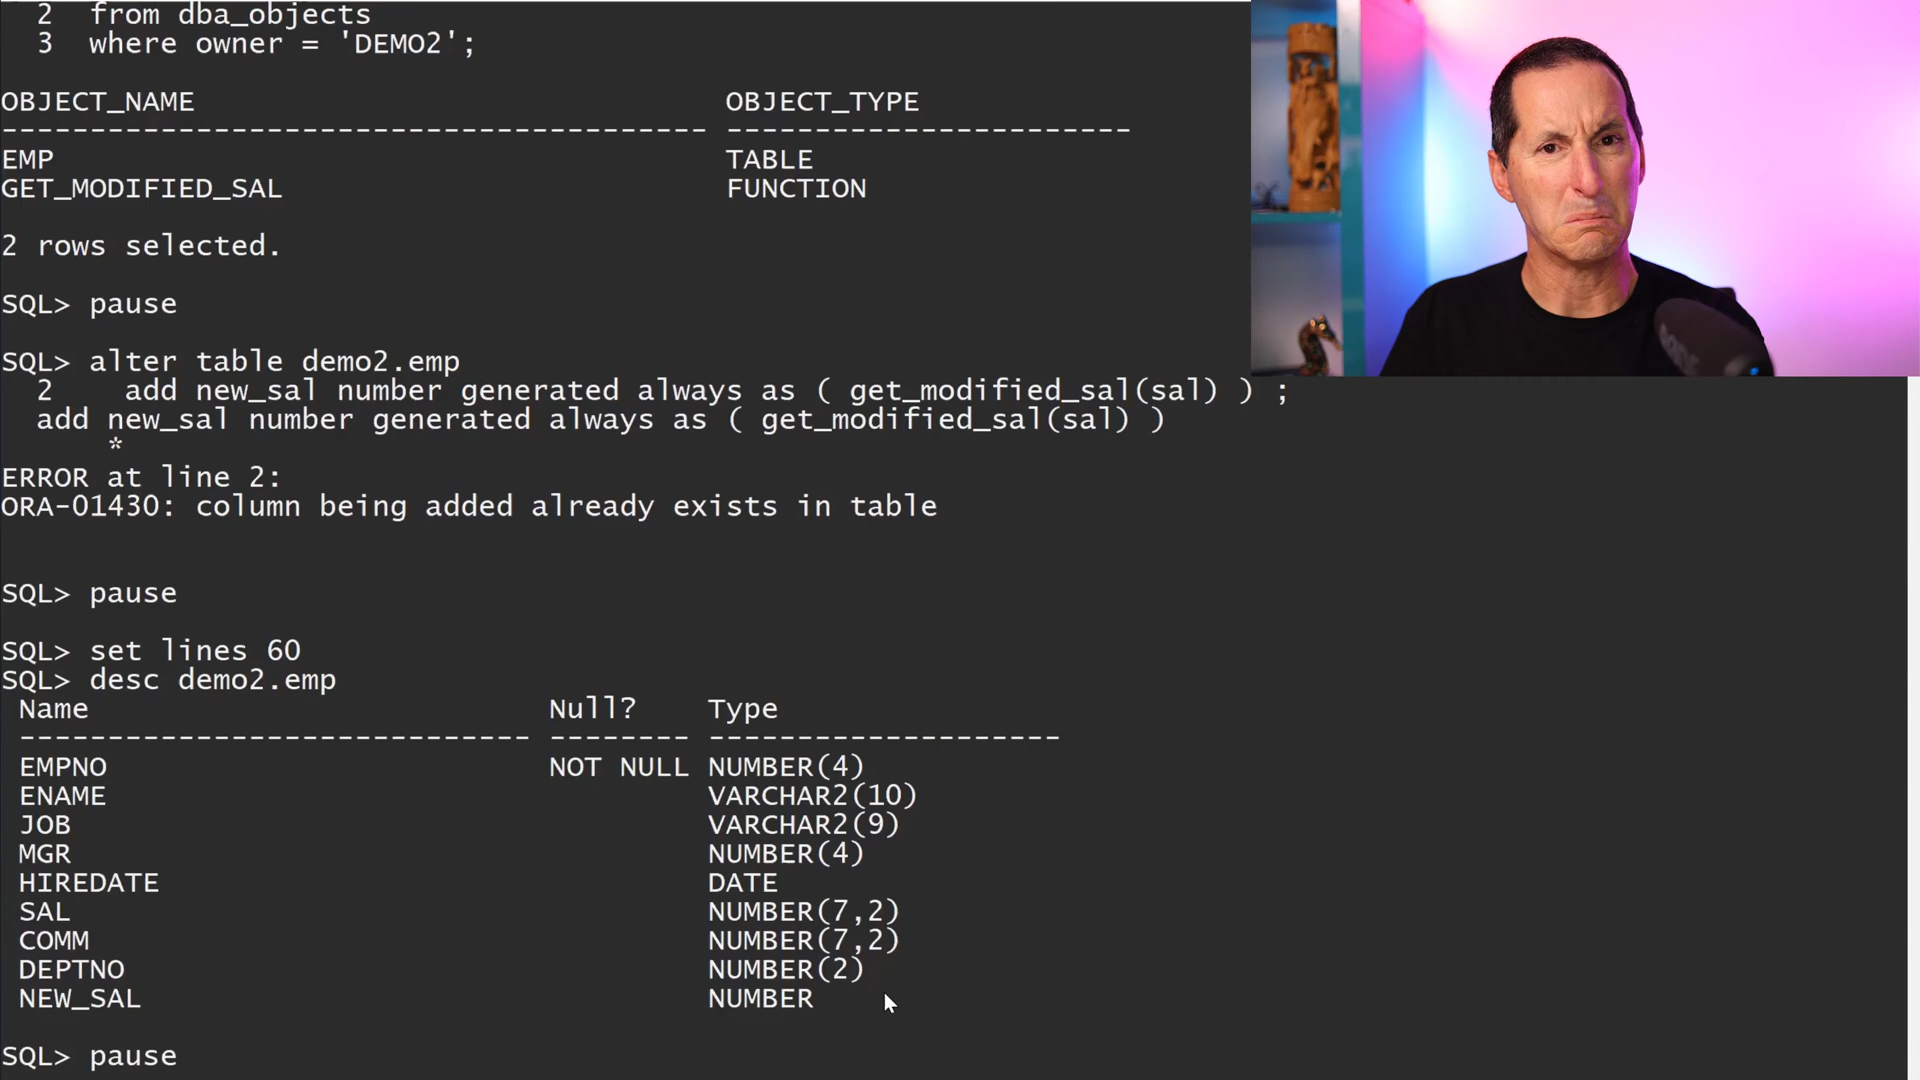 2  from dba_objects
3  where owner = 'DEMO2';
OBJECT_NAME                              OBJECT_TYPE
---------------------------------------- -----------------------
EMP                                      TABLE
GET_MODIFIED_SAL                         FUNCTION
2 rows selected.
SQL> pause
SQL> alter table demo2.emp
  2    add new_sal number generated always as ( get_modified_sal(sal) ) ;
  add new_sal number generated always as ( get_modified_sal(sal) )
      *
ERROR at line 2:
ORA-01430: column being added already exists in table
SQL> pause
SQL> set lines 60
SQL> desc demo2.emp
 Name                          Null?    Type
 ----------------------------- -------- --------------------
 EMPNO                         NOT NULL NUMBER(4)
 ENAME                                  VARCHAR2(10)
 JOB                                    VARCHAR2(9)
 MGR                                    NUMBER(4)
 HIREDATE                               DATE
 SAL                                    NUMBER(7,2)
 COMM                                   NUMBER(7,2)
 DEPTNO                                 NUMBER(2)
 NEW_SAL                                NUMBER
SQL> pause